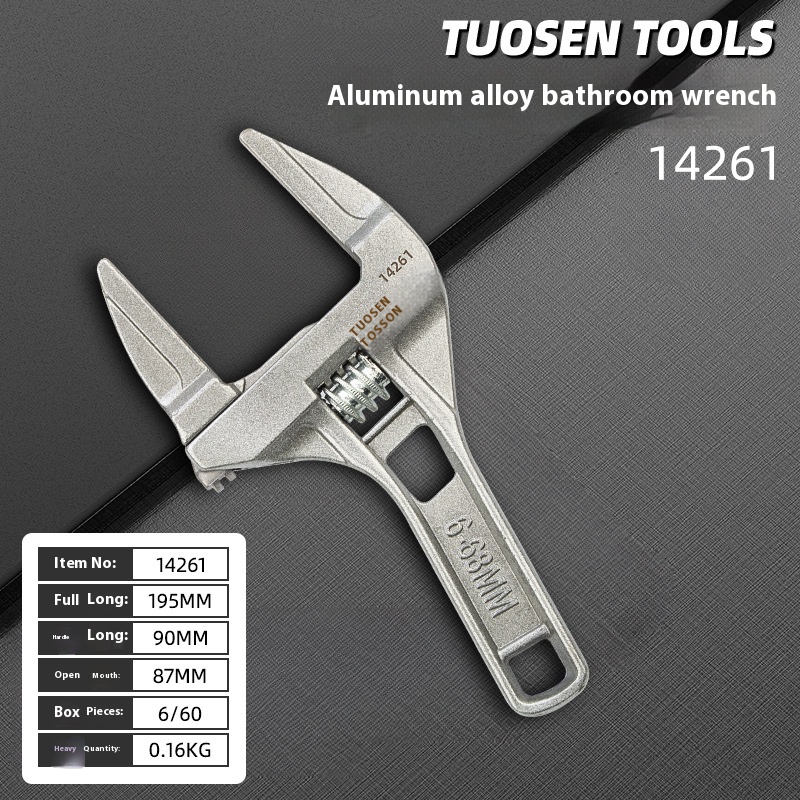 TUOSEN TOOLS
Aluminum alloy bathroom wrench
14261
14261
TUOSEN
TOSSON
6-68MM
Item No: 14261
Full Long: 195MM
Handle Long: 90MM
Open Mouth: 87MM
Box Pieces: 6/60
Heavy Quantity: 0.16KG